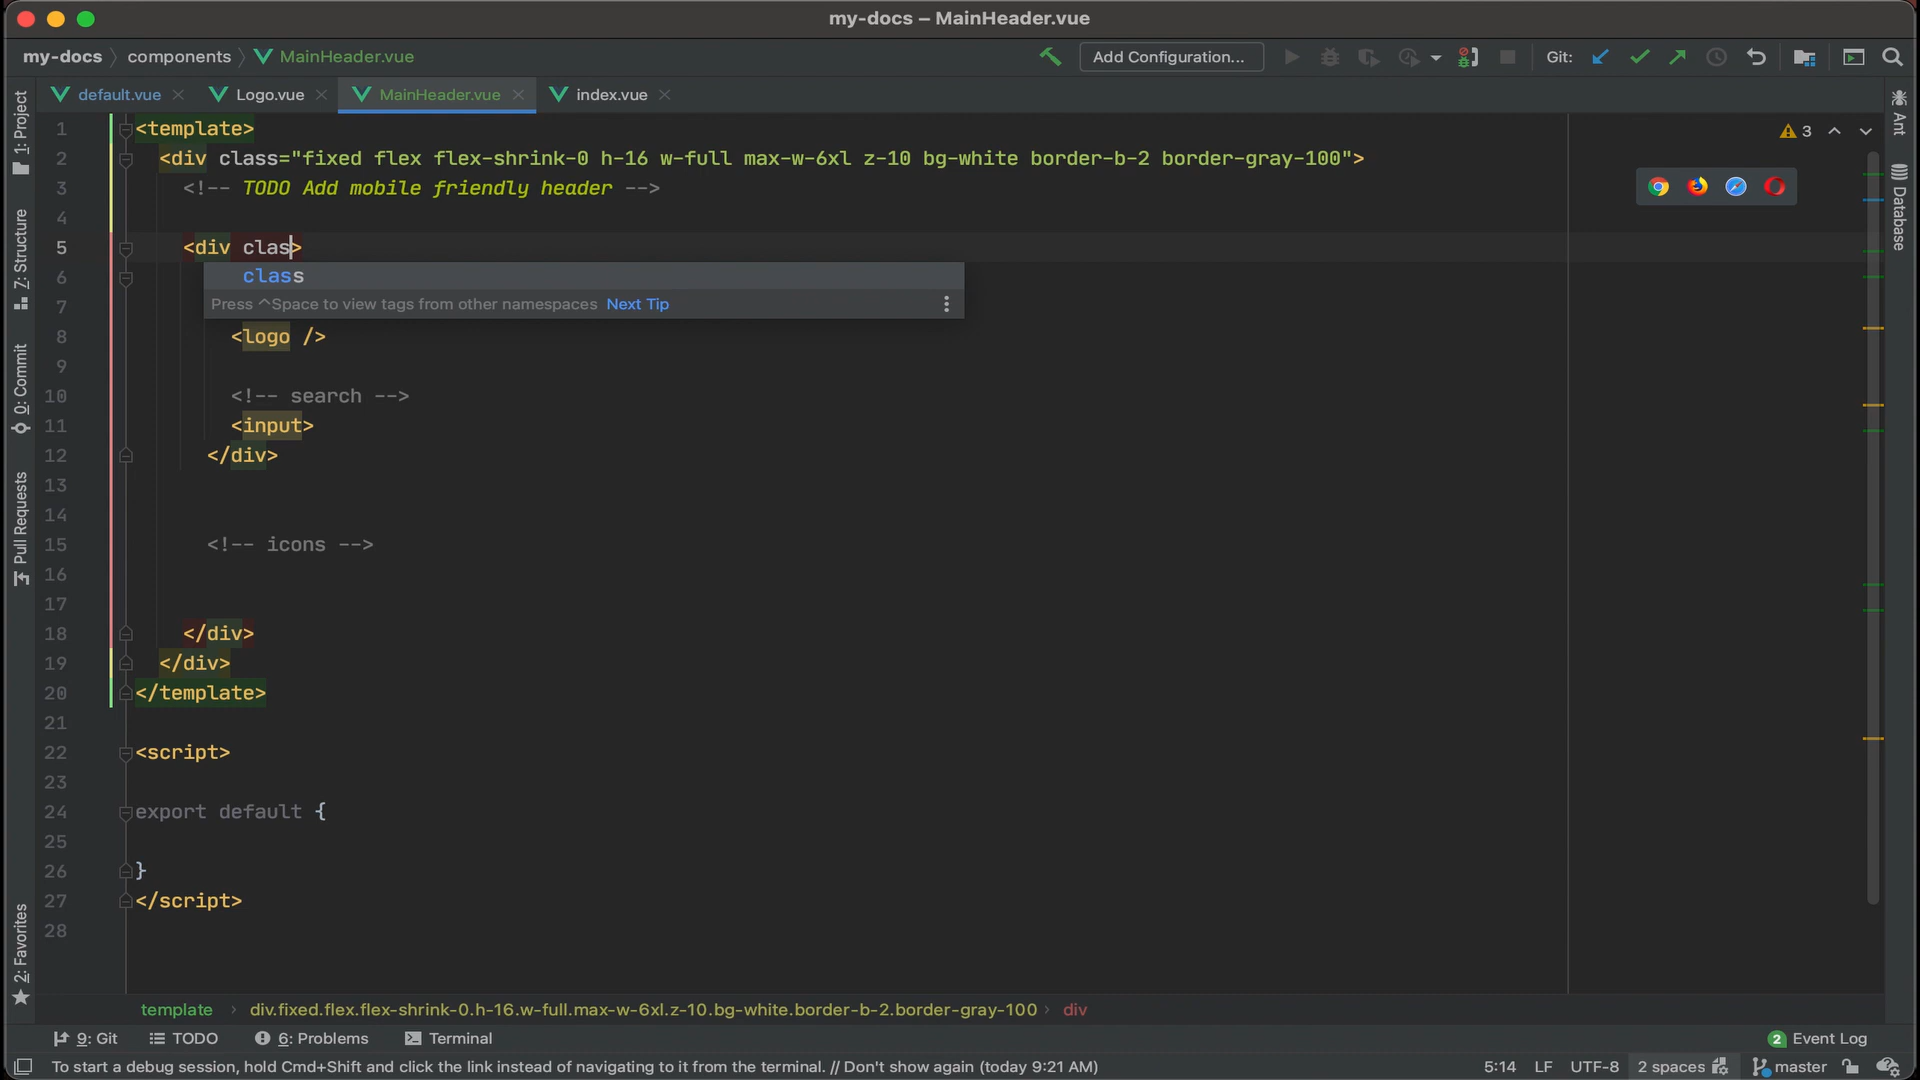 my-docs – MainHeader.vue
my-docs components MainHeader.vue Add Configuration... Git:
default.vue Logo.vue MainHeader.vue index.vue
1: Project
Z: Structure
0: Commit
Pull Requests
2: Favorites
Ant
Database
3
1 <template>
2 <div class="fixed flex flex-shrink-0 h-16 w-full max-w-6xl z-10 bg-white border-b-2 border-gray-100">
3 <!-- TODO Add mobile friendly header -->
4
5 <div clas>
class
6
Press ^Space to view tags from other namespaces Next Tip
7
8 <logo />
9
10 <!-- search -->
11 <input>
12 </div>
13
14
15 <!-- icons -->
16
17
18 </div>
19 </div>
20 </template>
21
22 <script>
23
24 export default {
25
26 }
27 </script>
28
template div.fixed.flex.flex-shrink-0.h-16.w-full.max-w-6xl.z-10.bg-white.border-b-2.border-gray-100 div
9: Git TODO 6: Problems Terminal 2 Event Log
To start a debug session, hold Cmd+Shift and click the link instead of navigating to it from the terminal. // Don't show again (today 9:21 AM) 5:14 LF UTF-8 2 spaces master